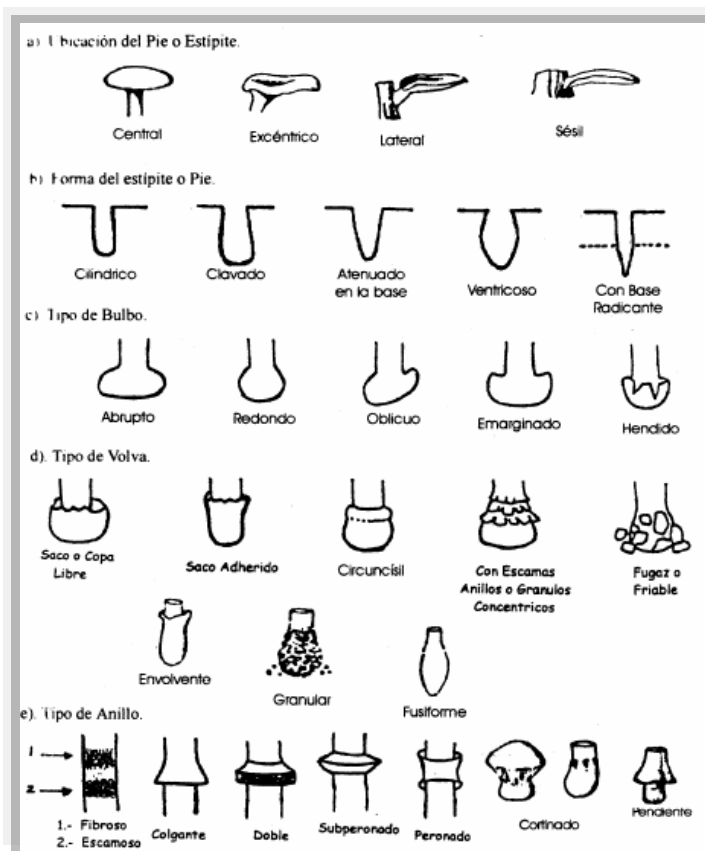 a) Ubicación del Pie o Estípite.
Central
Excéntrico
Lateral
Sésil
b) Forma del estípite o Pie.
Cilindrico
Clavado
Atenuado
en la base
Ventricoso
Con Base
Radicante
c) Tipo de Bulbo.
Abrupto
Redondo
Oblicuo
Emarginado
Hendido
d). Tipo de Volva.
Saco o Copa
Libre
Saco Adherido
Circuncísil
Con Escamas
Anillos o Granulos
Concentricos
Fugaz o
Friable
Envolvente
Granular
Fusiforme
e). Tipo de Anillo.
1
2
1.- Fibroso
2.- Escamoso
Colgante
Doble
Subperonado
Peronado
Cortinado
Pendiente